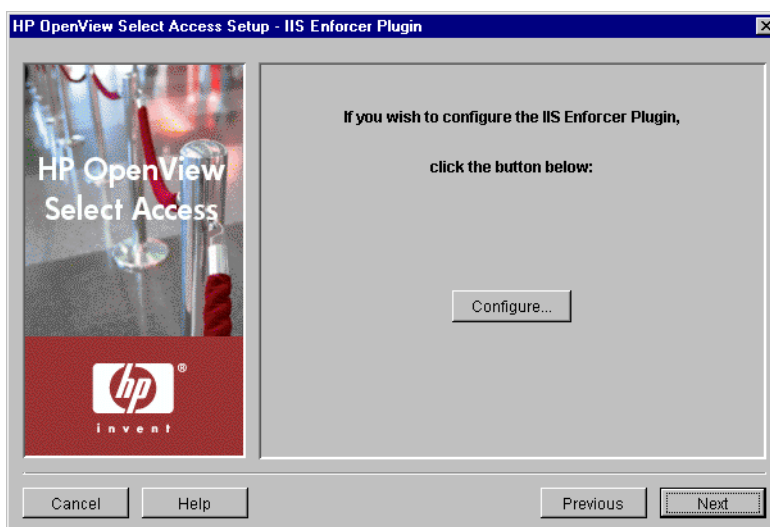 HP OpenView Select Access Setup - IIS Enforcer Plugin
HP OpenView
Select Access
hp
®
invent
If you wish to configure the IIS Enforcer Plugin,
click the button below:
Configure...
Cancel
Help
Previous
Next